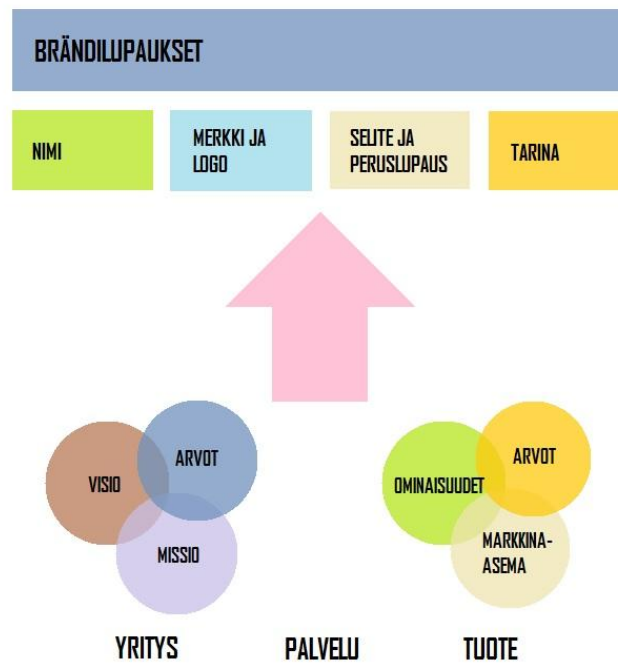 BRÄNDILUPAUKSET
NIMI
MERKKI JA
LOGO
SELITE JA
PERUSLUPAUS
TARINA
VISIO
ARVOT
MISSIO
OMINAISUUDET
ARVOT
MARKKINA-
ASEMA
YRITYS
PALVELU
TUOTE